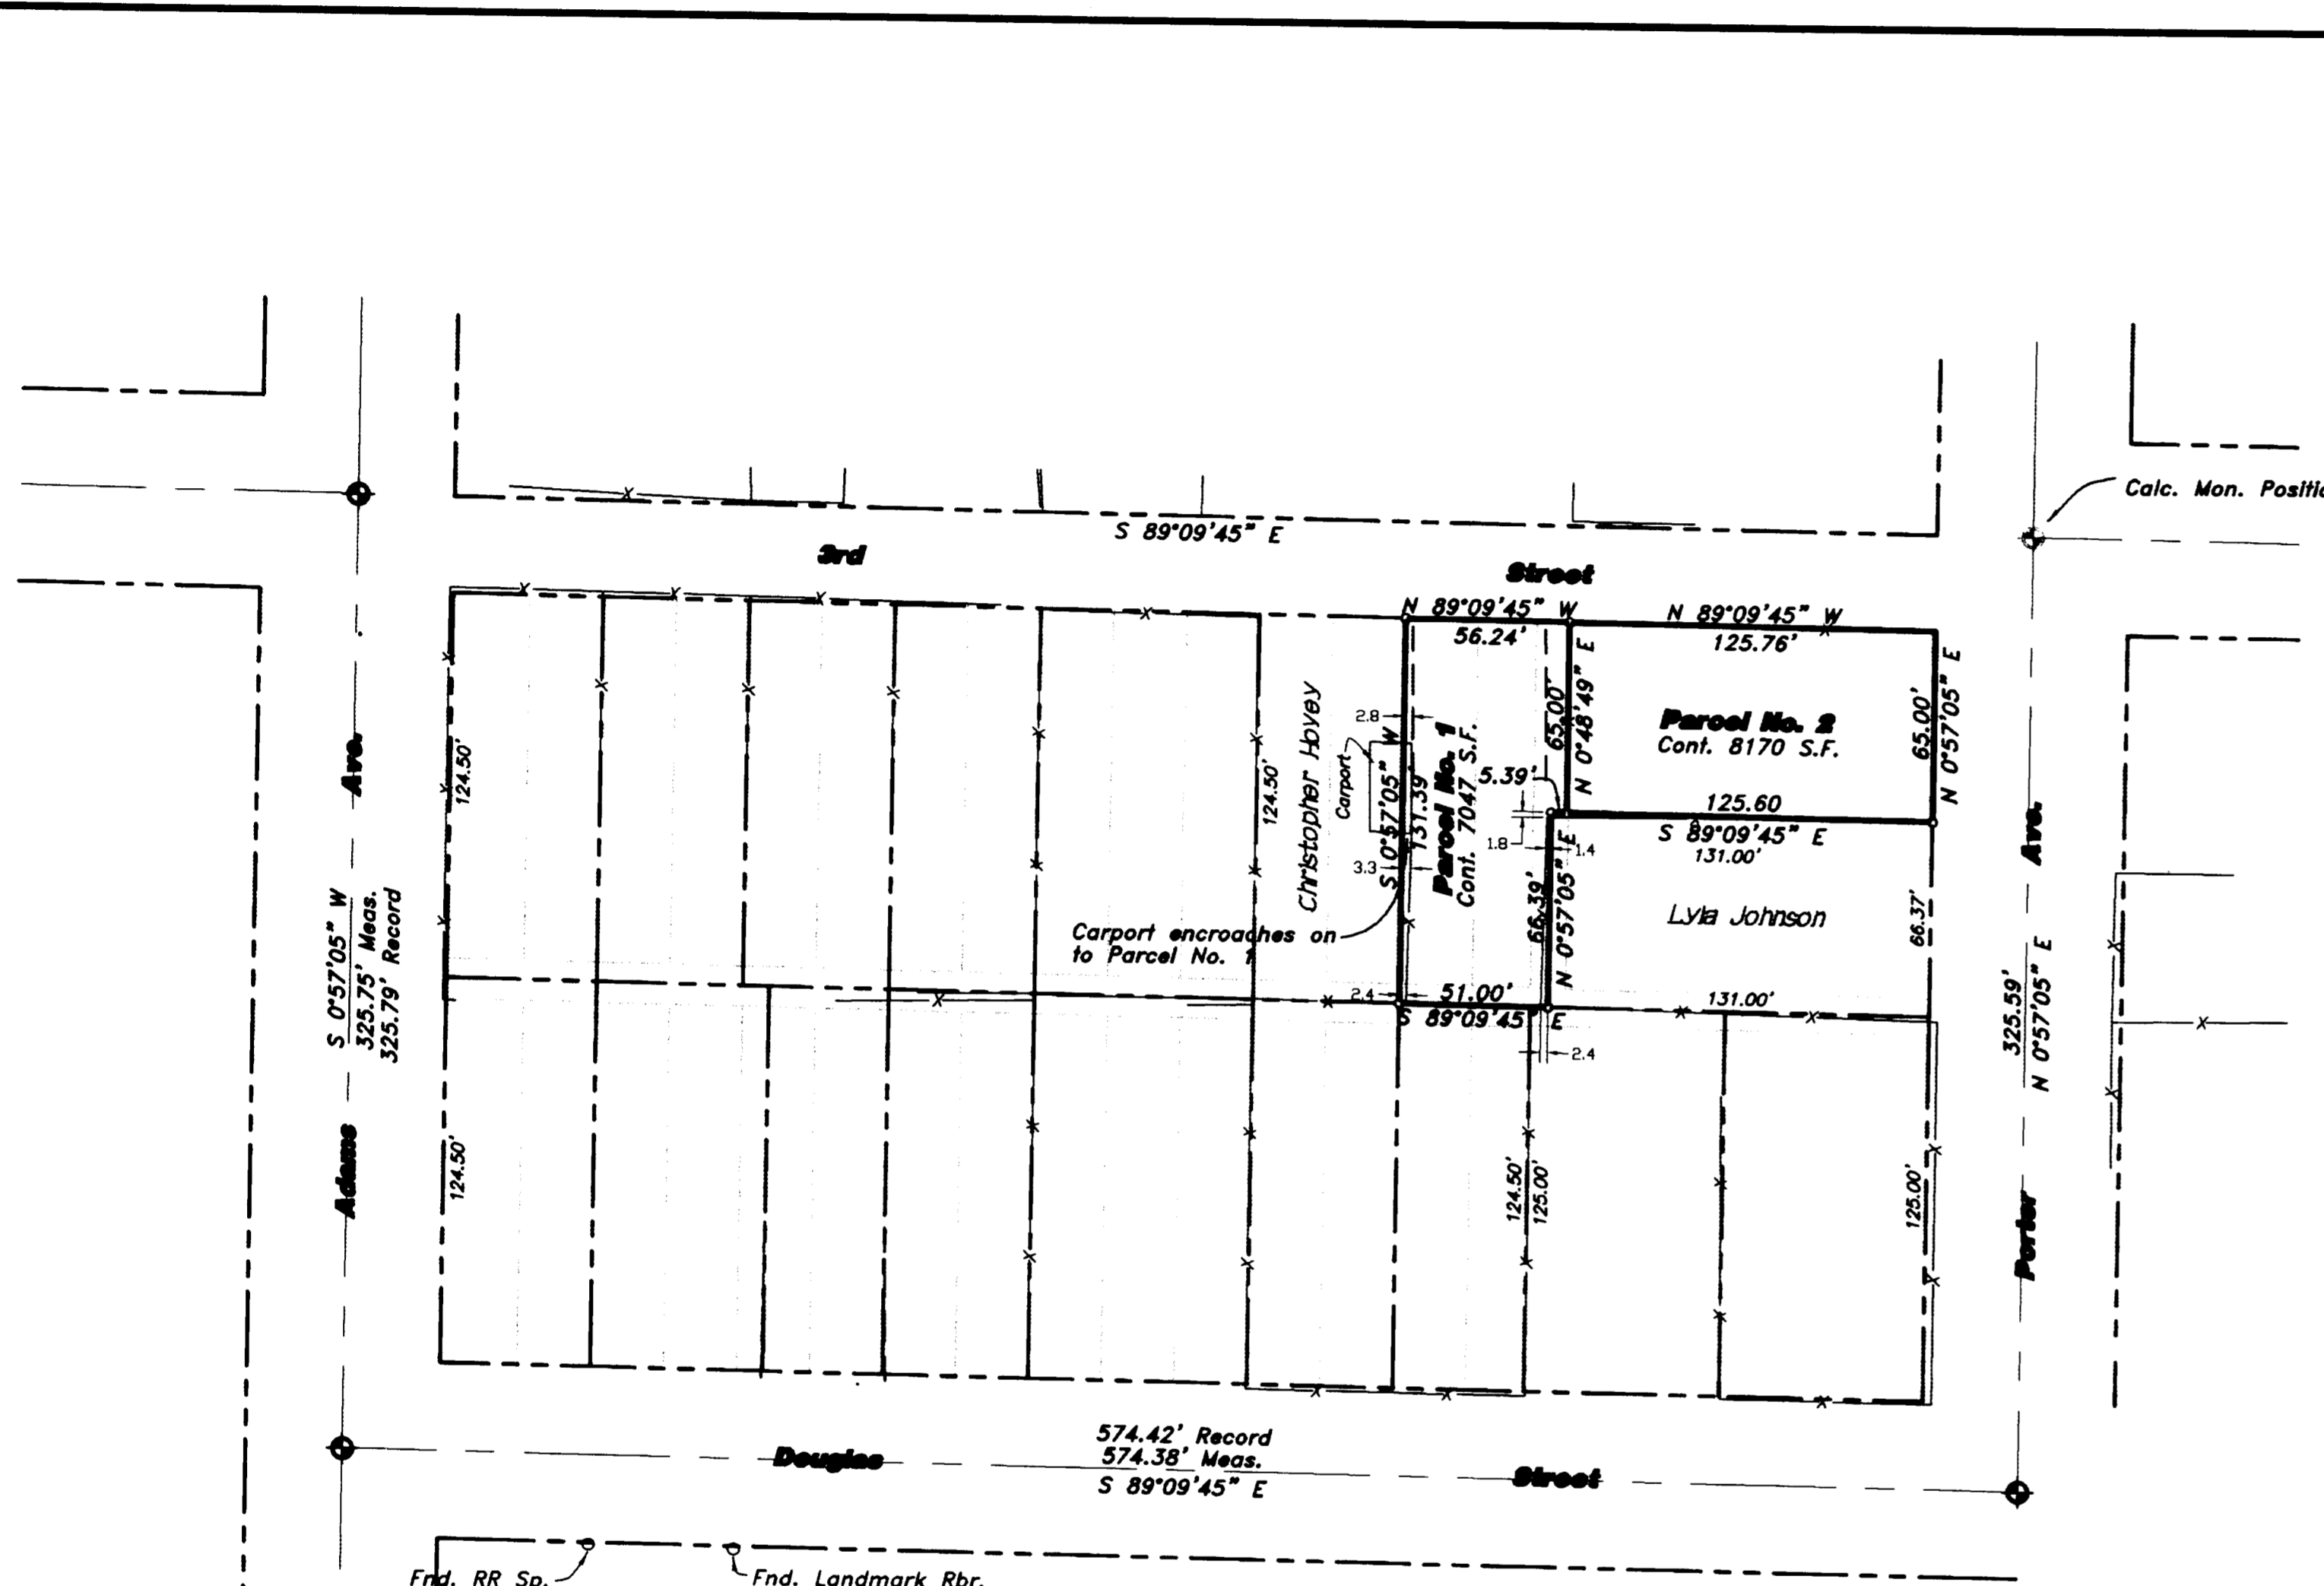 Calc. Mon. Positi
S 89°09'45" E
3rd
Street
N 89°09'45" W
56.24'
N 89°09'45" W
125.76'
65.00'
N 0°48'49" E
Parcel No. 2
Cont. 8170 S.F.
65.00'
N 0°57'05" E
Christopher Hovey
2.8
Carport
S 0°57'05" W
131.39'
Parcel No. 1
Cont. 7047 S.F.
5.39'
125.60
S 89°09'45" E
131.00'
1.8
1.4
3.3
66.39'
N 0°57'05" E
Lyla Johnson
66.37'
Carport encroaches on
to Parcel No. 1
2.4
51.00'
S 89°09'45" E
131.00'
2.4
124.50'
124.50'
Ave.
S 0°57'05" W
325.75' Meas.
325.79' Record
Adams
124.50'
124.50'
125.00'
125.00'
Ave.
325.59'
N 0°57'05" E
Porter
574.42' Record
574.38' Meas.
S 89°09'45" E
Douglas
Street
Fnd. RR Sp.
Fnd. Landmark Rbr.